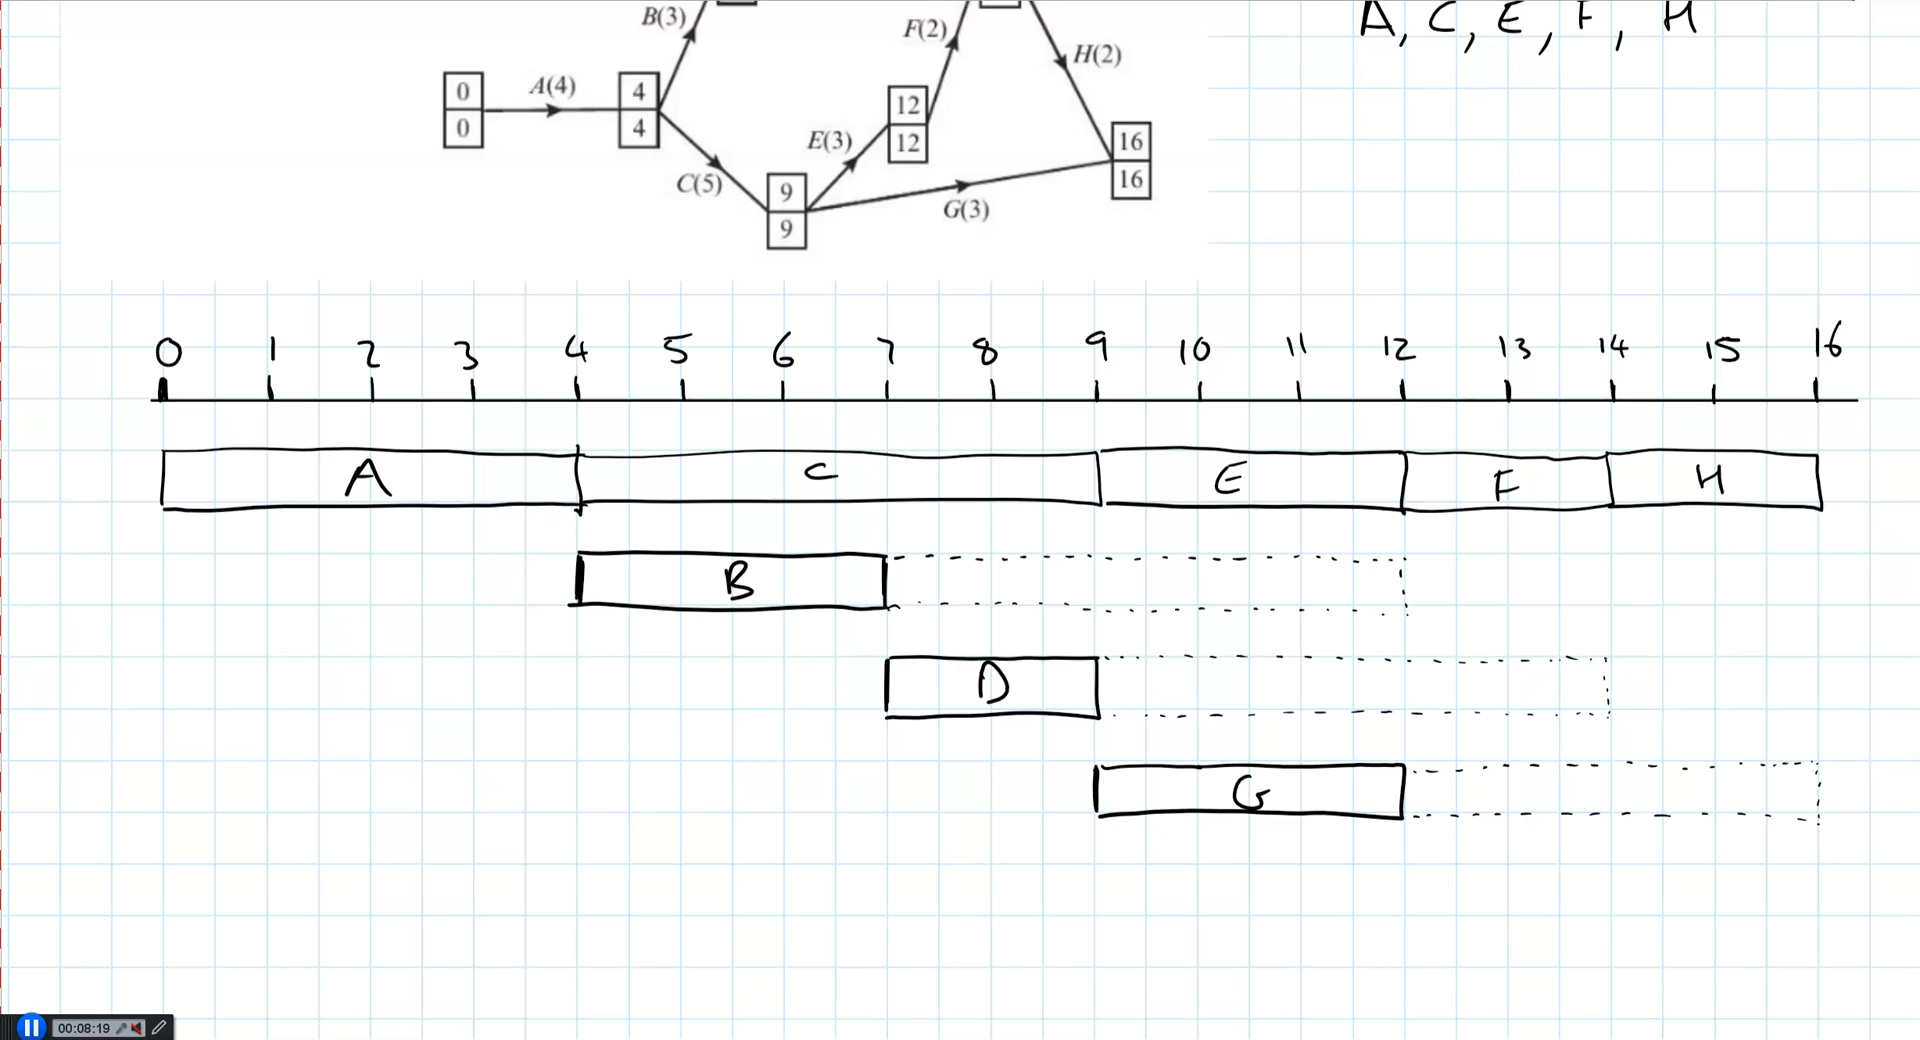 A, C, E, F, H
B(3)
F(2)
H(2)
A(4)
0
0
4
4
12
12
E(3)
16
16
C(5)
9
9
G(3)
0 1 2 3 4 5 6 7 8 9 10 11 12 13 14 15 16
A C E F H
B
D
G
00:08:19